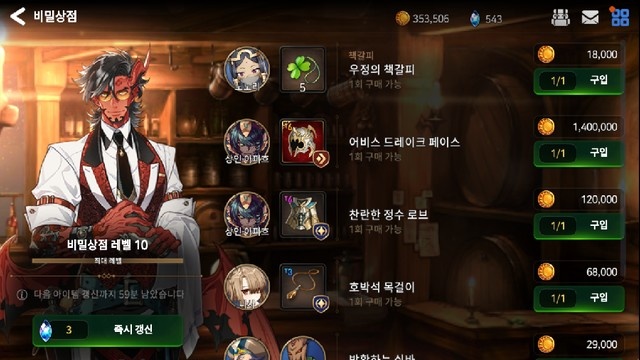 비밀상점
353,506
543
책갈피
우정의 책갈피
1회 구매 가능
5
18,000
1/1 구입
상인 아파흐
어비스 드레이크 페이스
1회 구매 가능
1,400,000
1/1 구입
상인 아파흐
찬란한 정수 로브
1회 구매 가능
120,000
1/1 구입
호박석 목걸이
1회 구매 가능
68,000
1/1 구입
29,000
비밀상점 레벨 10
최대 레벨
다음 아이템 갱신까지 59분 남았습니다
3 즉시 갱신